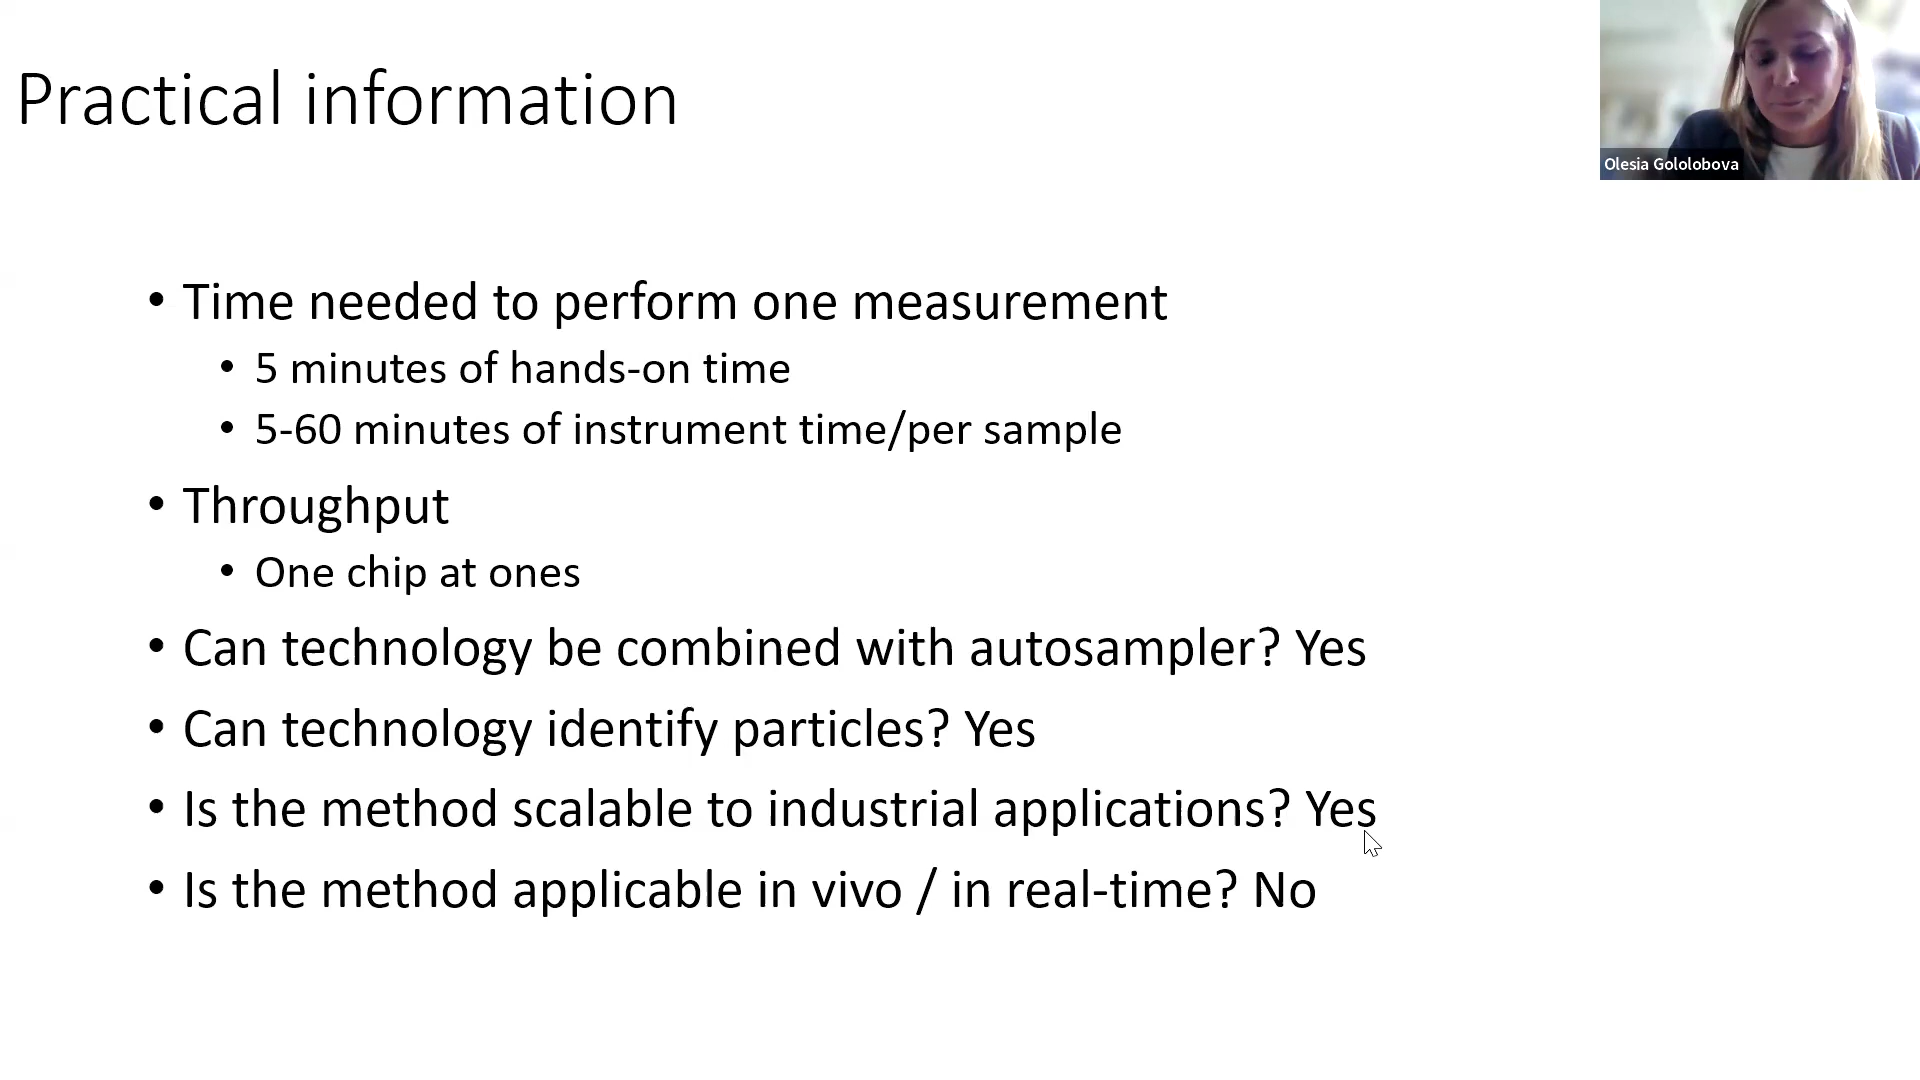 Practical information
Olesia Gololobova
• Time needed to perform one measurement
• 5 minutes of hands-on time
• 5-60 minutes of instrument time/per sample
• Throughput
• One chip at ones
• Can technology be combined with autosampler? Yes
• Can technology identify particles? Yes
• Is the method scalable to industrial applications? Yes
• Is the method applicable in vivo / in real-time? No